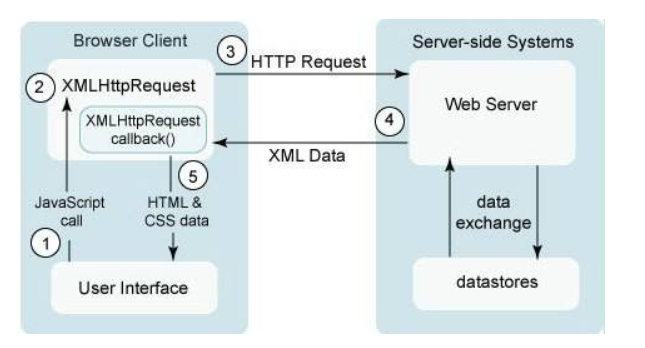 Browser Client
Server-side Systems
3
HTTP Request
2
XMLHttpRequest
Web Server
XMLHttpRequest
callback()
4
XML Data
5
JavaScript
call
HTML &
CSS data
data
exchange
1
User Interface
datastores